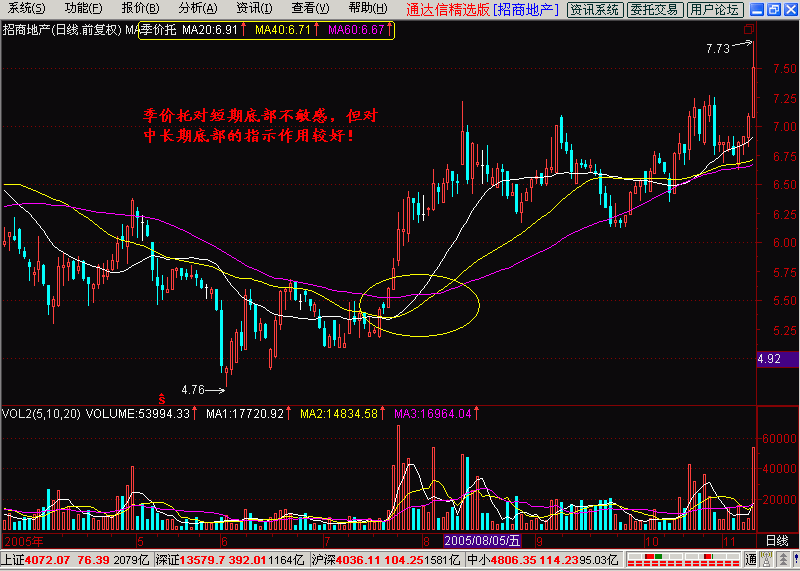 系统(S) 功能(F) 报价(B) 分析(A) 资讯(I) 查看(V) 帮助(H) 通达信精选版 [招商地产] 资讯系统 委托交易 用户论坛
招商地产(日线.前复权) MA 季价托 MA20:6.91↑ MA40:6.71↑ MA60:6.67↑
7.73
7.50
7.25
季价托对短期底部不敏感，但对
中长期底部的指示作用较好！
7.00
6.75
6.50
6.25
6.00
5.75
5.50
5.25
4.92
4.76
S
VOL2(5,10,20) VOLUME:53994.33↑ MA1:17720.92↑ MA2:14834.58↑ MA3:16964.04↑
60000
40000
20000
2005年 5 6 7 8 2005/08/05/五 9 10 11 日线
上证4072.07 76.39 2079亿 深证13579.7 392.01 1164亿 沪深4036.11 104.25 1581亿 中小4806.35 114.23 95.03亿 通